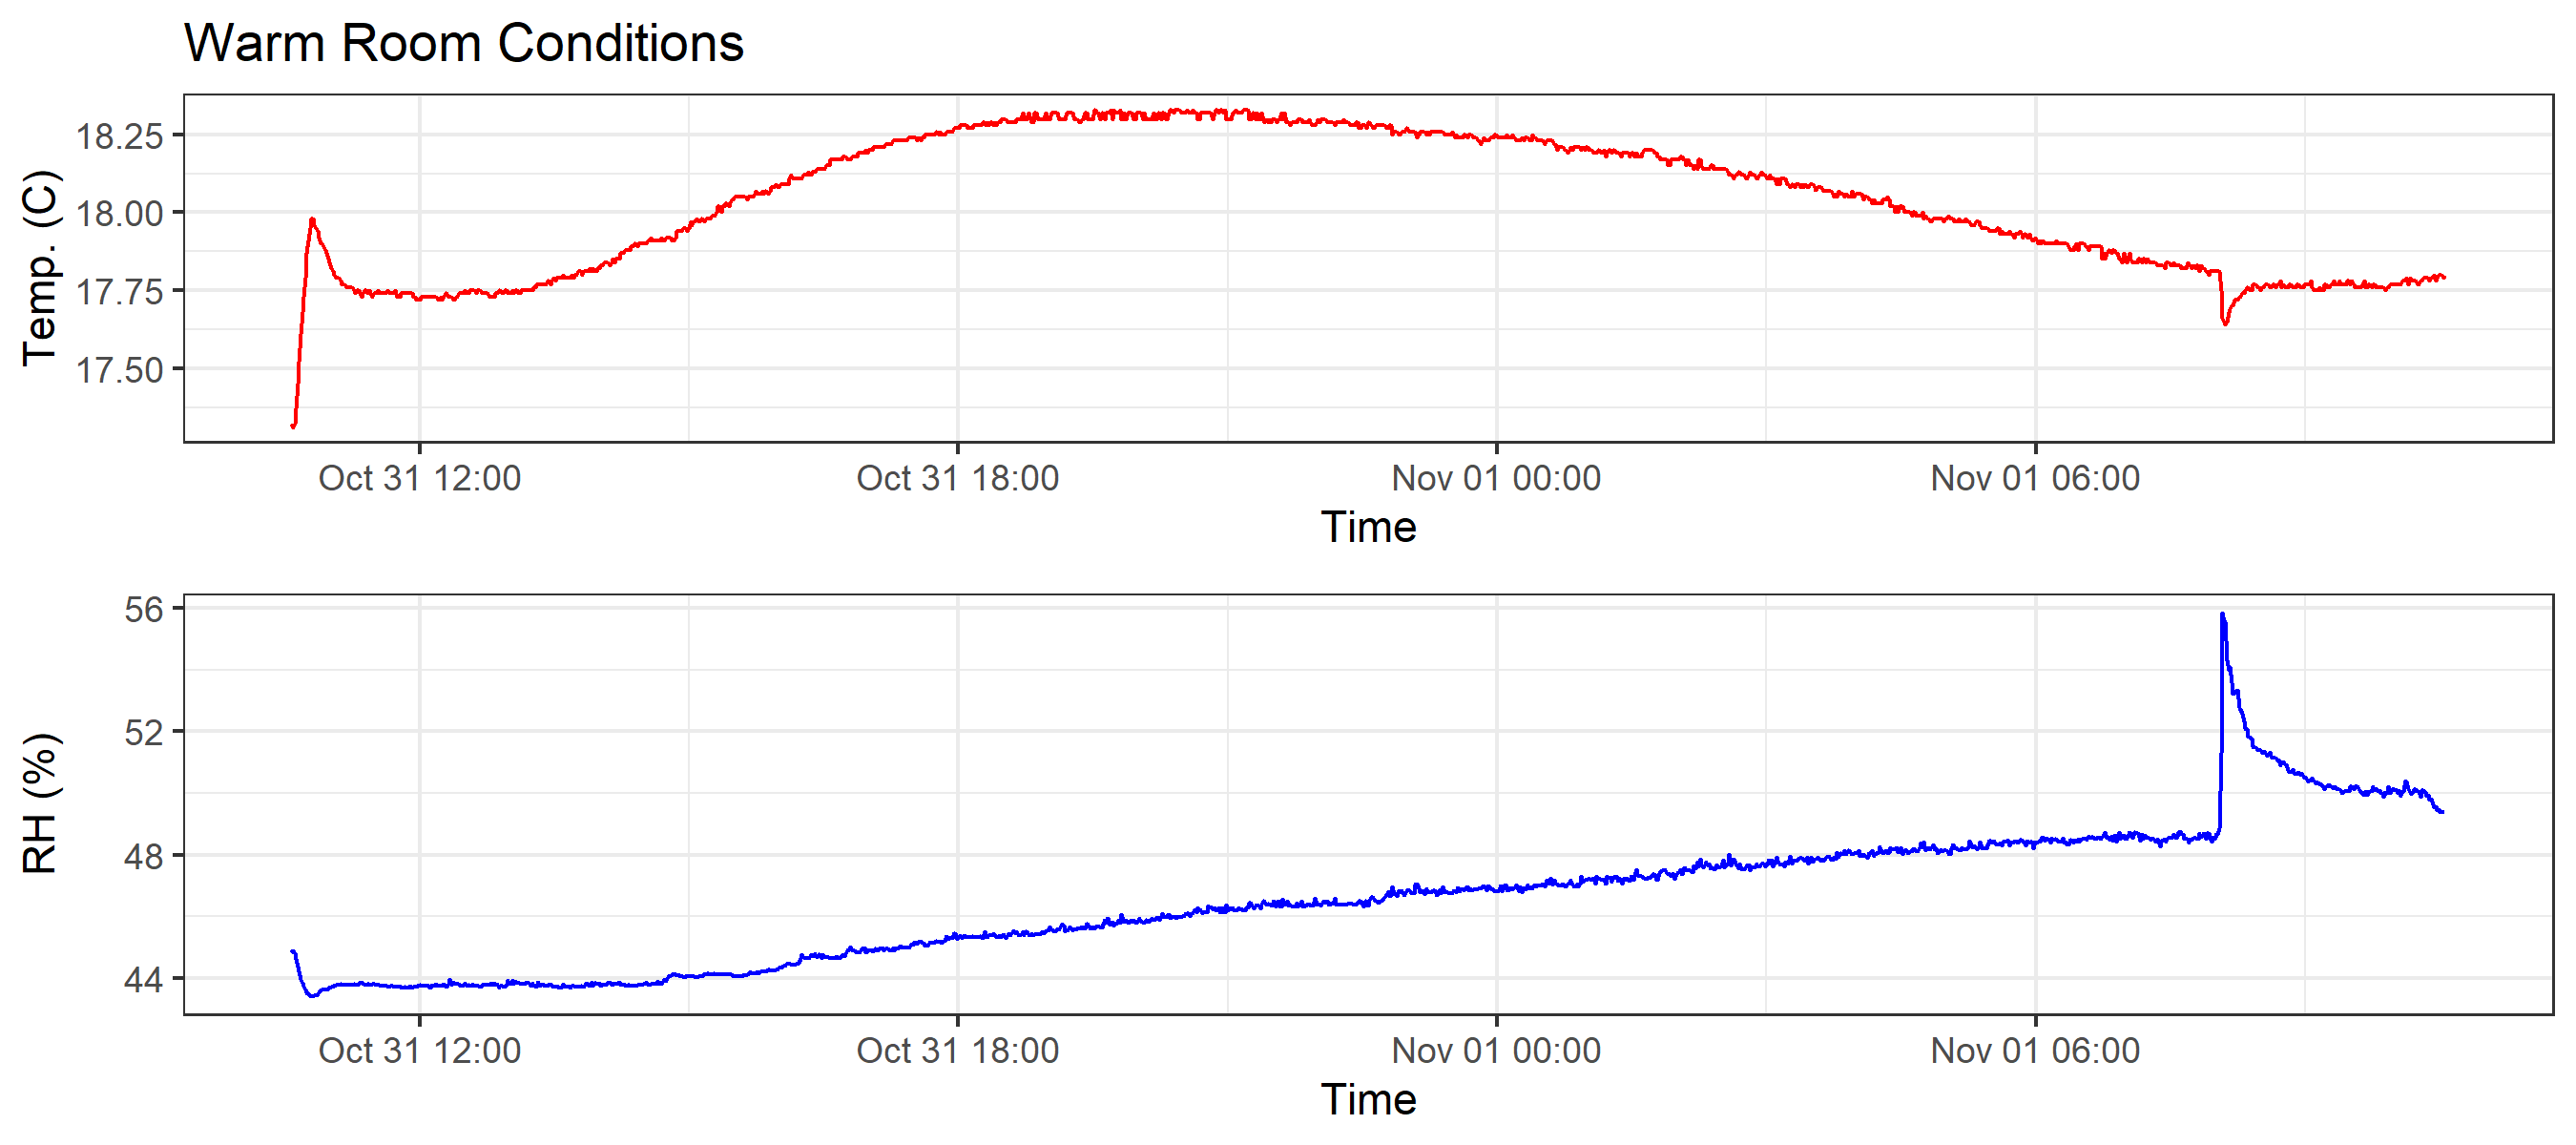 Warm Room Conditions
Temp. (C)
18.25
18.00
17.75
17.50
Oct 31 12:00 Oct 31 18:00 Nov 01 00:00 Nov 01 06:00
Time
RH (%)
56
52
48
44
Oct 31 12:00 Oct 31 18:00 Nov 01 00:00 Nov 01 06:00
Time